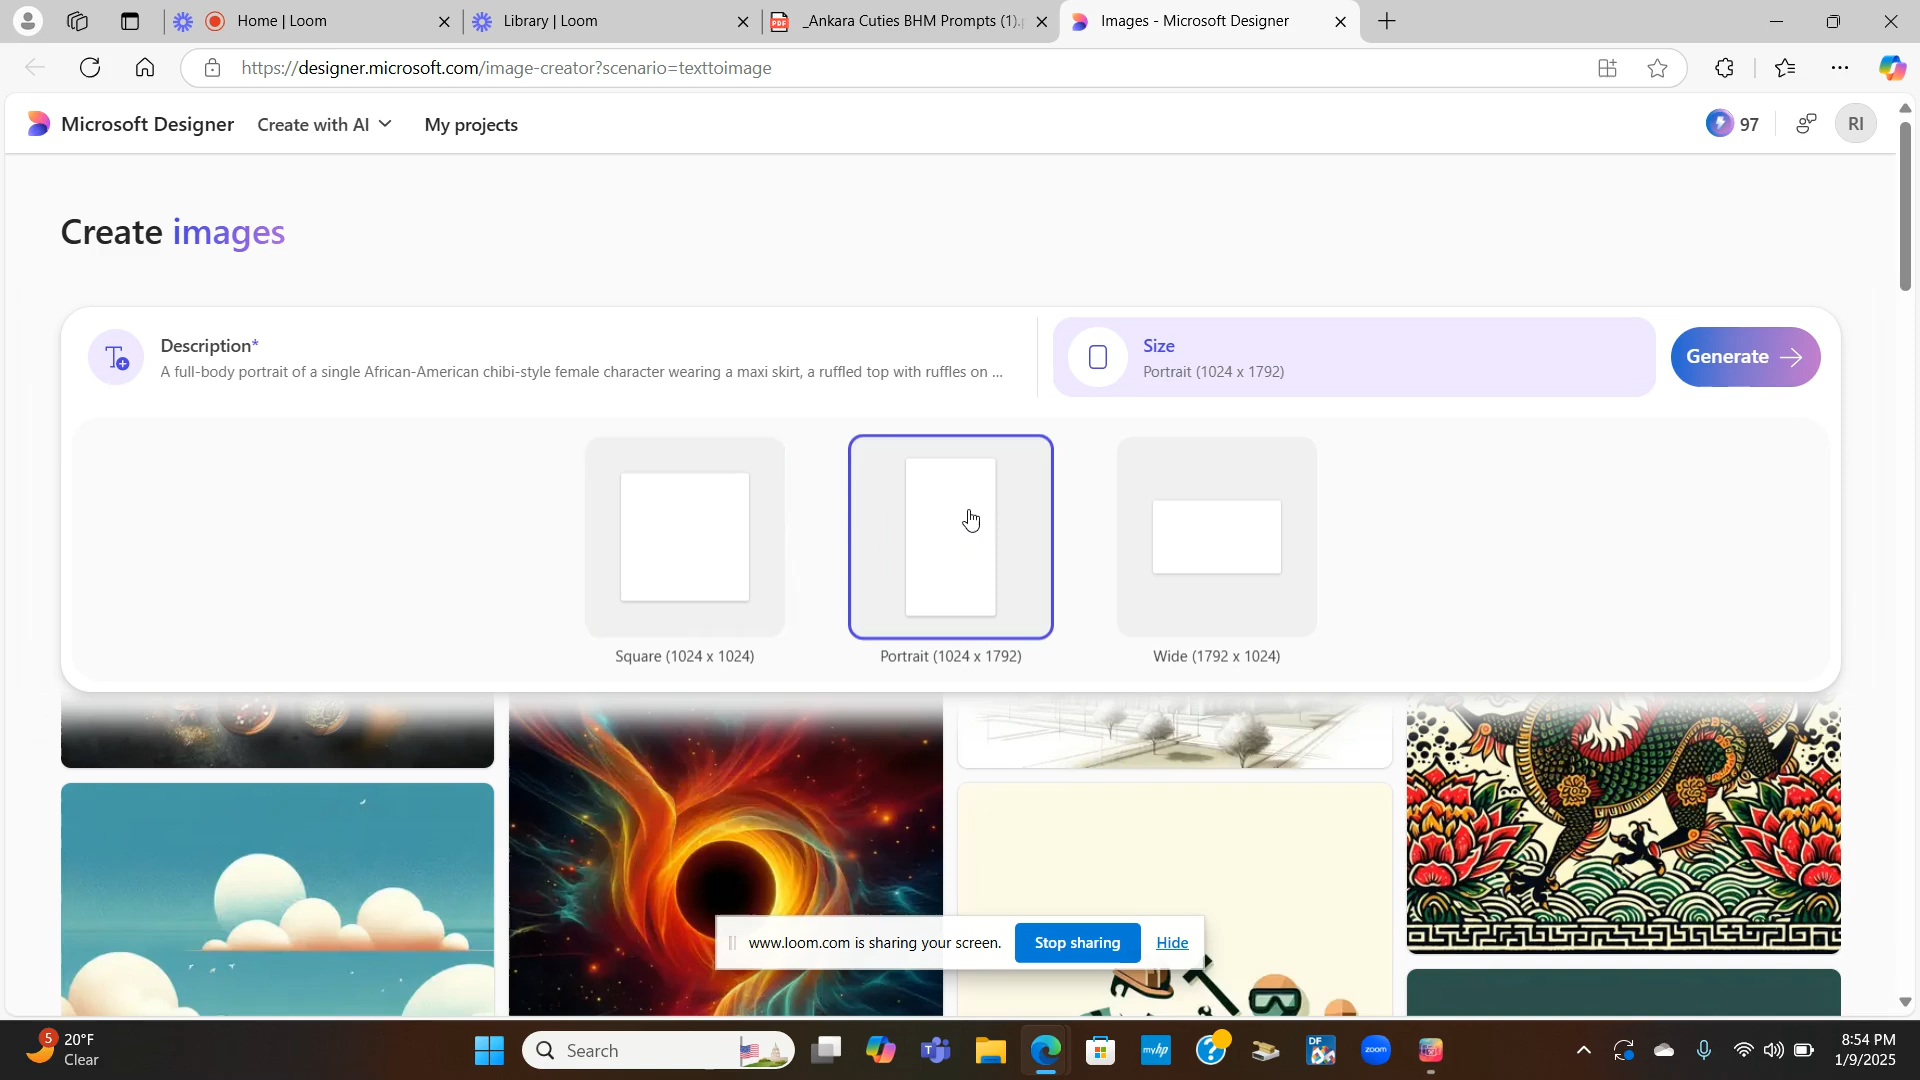 Home | Loom
Library | Loom
_Ankara Cuties BHM Prompts (1).
Images - Microsoft Designer
https://designer.microsoft.com/image-creator?scenario=texttoimage
Microsoft Designer
Create with AI
My projects
97
RI
Create images
Description*
A full-body portrait of a single African-American chibi-style female character wearing a maxi skirt, a ruffled top with ruffles on ...
Size
Portrait (1024 x 1792)
Generate
Square (1024 x 1024)
Portrait (1024 x 1792)
Wide (1792 x 1024)
www.loom.com is sharing your screen.
Stop sharing
Hide
5
20°F
Clear
Search
myhp
DF
zoom
8:54 PM
1/9/2025